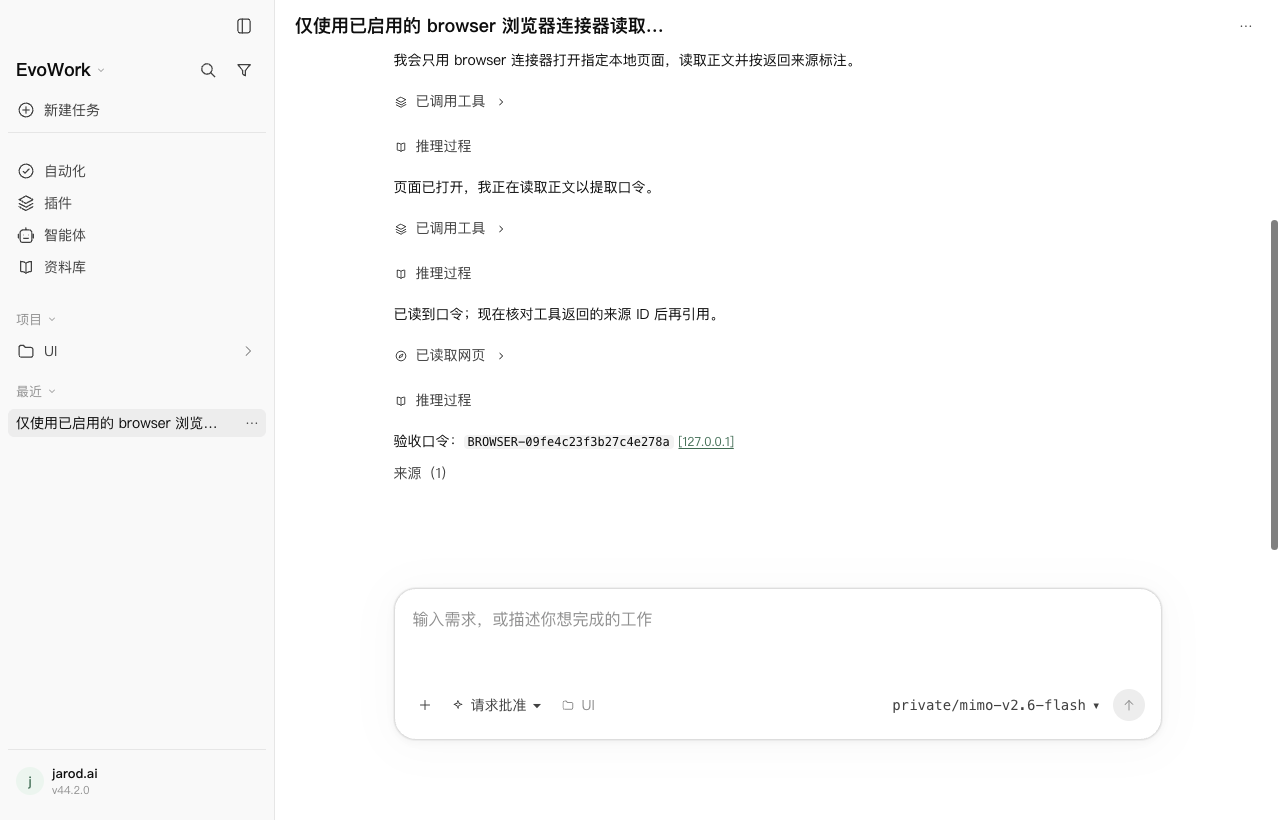 EvoWork
新建任务
自动化
插件
智能体
资料库
项目
UI
最近
仅使用已启用的 browser 浏览...
jarod.ai
v44.2.0
j
仅使用已启用的 browser 浏览器连接器读取...
我会只用 browser 连接器打开指定本地页面，读取正文并按返回来源标注。
已调用工具
推理过程
页面已打开，我正在读取正文以提取口令。
已调用工具
推理过程
已读到口令；现在核对工具返回的来源 ID 后再引用。
已读取网页
推理过程
验收口令： BROWSER-09fe4c23f3b27c4e278a [127.0.0.1]
来源（1）
输入需求，或描述你想完成的工作
请求批准 UI private/mimo-v2.6-flash